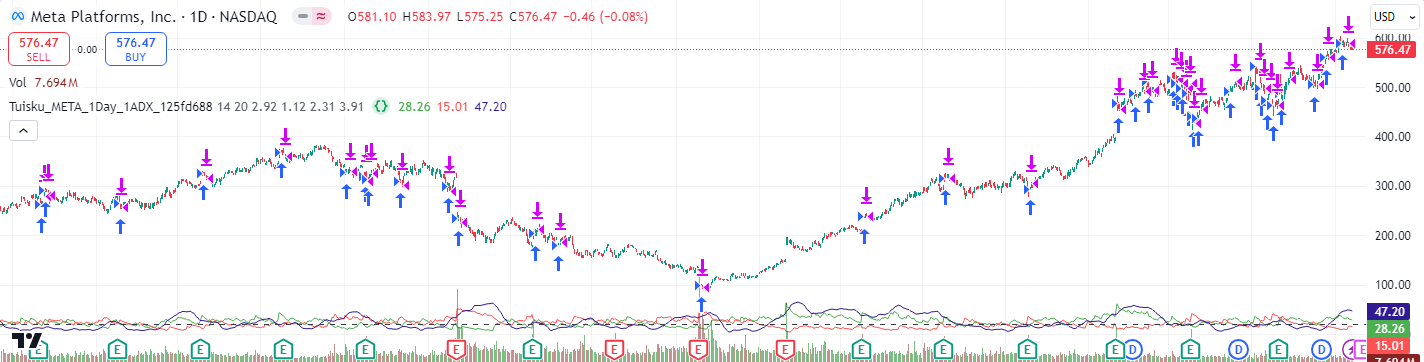 Meta Platforms, Inc. · 1D · NASDAQ O581.10 H583.97 L575.25 C576.47 −0.46 (−0.08%)
USD
600.00
576.47 SELL 0.00 576.47 BUY
576.47
Vol 7.694M
500.00
Tuisku_META_1Day_1ADX_125fd688 14 20 2.92 1.12 2.31 3.91 28.26 15.01 47.20
400.00
300.00
200.00
100.00
47.20
28.26
15.01
7.694M
E E E E E E E E E E E E E E D E D E D E